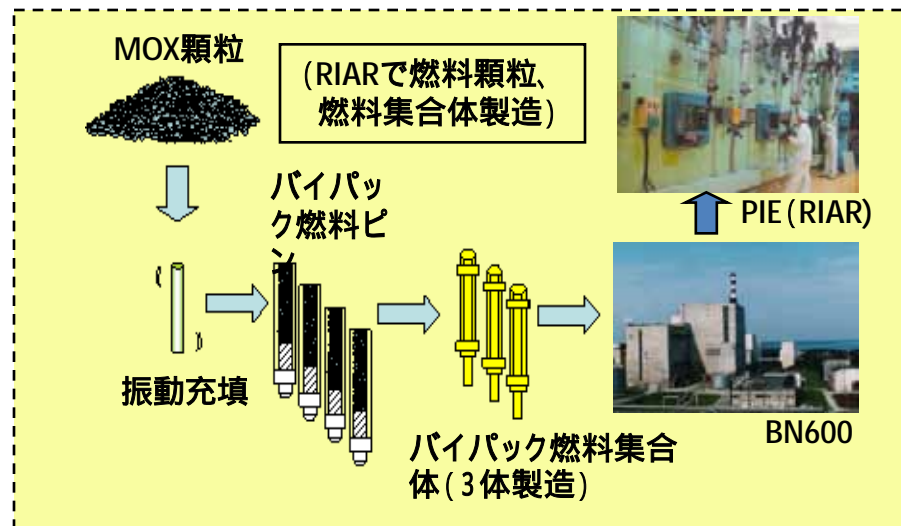 MOX顆粒
(RIARで燃料顆粒、
燃料集合体製造)
バイパッ
ク燃料ピ
ン
振動充填
バイパック燃料集合
体(3体製造)
PIE(RIAR)
BN600